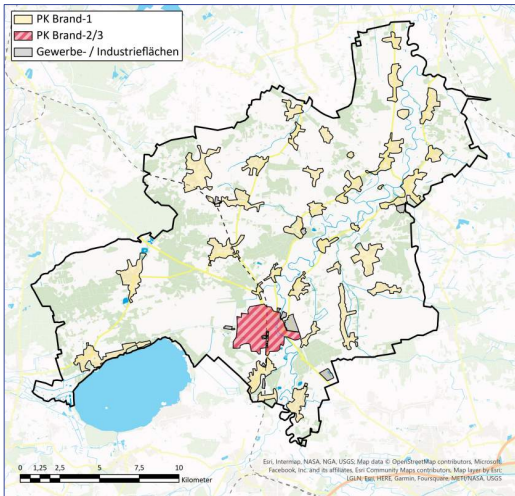 PK Brand-1
PK Brand-2/3
Gewerbe- / Industrieflächen
0 1,25 2,5 5 7,5 10
Kilometer
Esri, Intermap, NASA, NGA, USGS; Map data © OpenStreetMap contributors, Microsoft,
Facebook, Inc. and its affiliates, Esri Community Maps contributors, Map layer by Esri;
LGLN, Esri, HERE, Garmin, Foursquare, METI/NASA, USGS